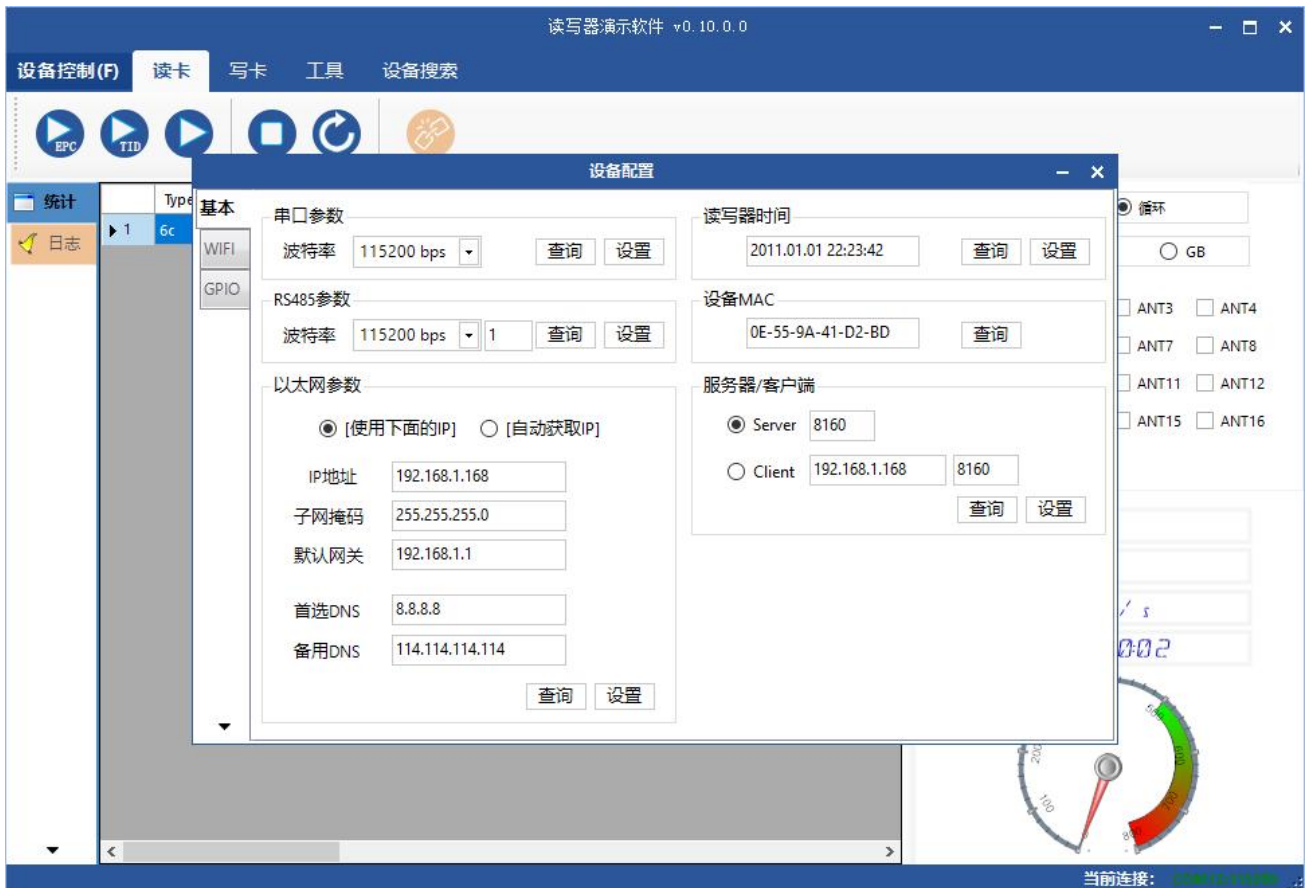 读写器演示软件 v0.10.0.0
设备控制(F) 读卡 写卡 工具 设备搜索
EPC TID
统计
日志
Type
1 6c
循环
GB
ANT3 ANT4
ANT7 ANT8
ANT11 ANT12
ANT15 ANT16
设备配置
基本
WIFI
GPIO
串口参数
波特率 115200 bps 查询 设置
RS485参数
波特率 115200 bps 1 查询 设置
以太网参数
[使用下面的IP] [自动获取IP]
IP地址 192.168.1.168
子网掩码 255.255.255.0
默认网关 192.168.1.1
首选DNS 8.8.8.8
备用DNS 114.114.114.114
查询 设置
读写器时间
2011.01.01 22:23:42 查询 设置
设备MAC
0E-55-9A-41-D2-BD 查询
服务器/客户端
Server 8160
Client 192.168.1.168 8160
查询 设置
/ s
0:02
100
200
500
600
700
800
当前连接: